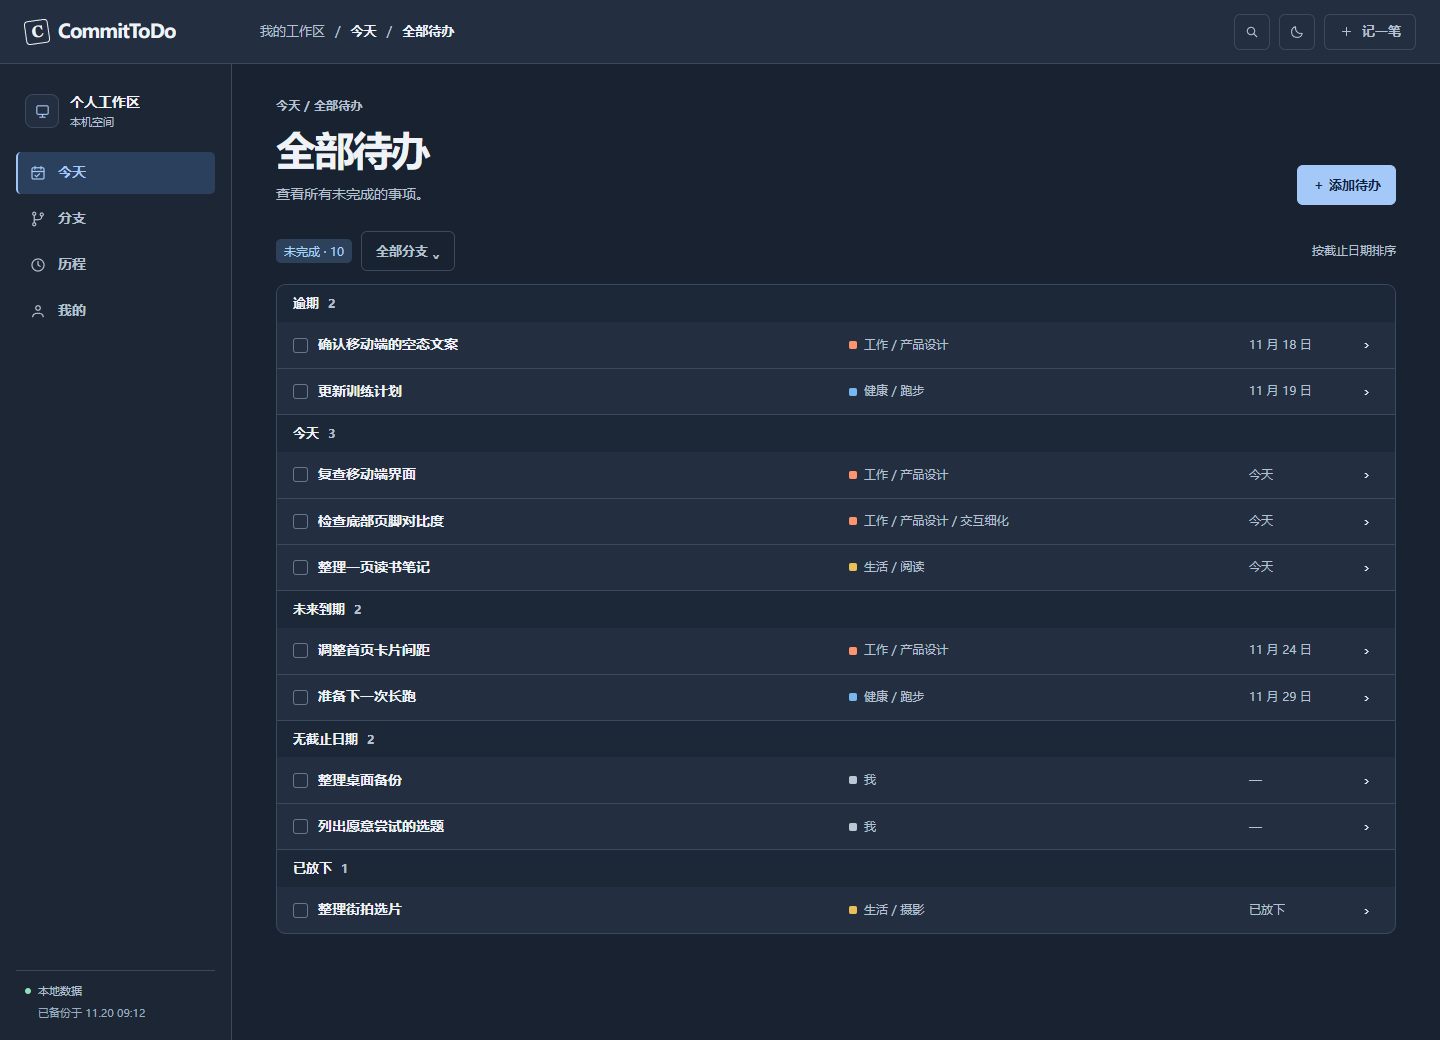 C CommitToDo
我的工作区 / 今天 / 全部待办
+ 记一笔
个人工作区
本机空间
今天
分支
历程
我的
本地数据
已备份于 11.20 09:12
今天 / 全部待办
全部待办
查看所有未完成的事项。
+ 添加待办
未完成 · 10
全部分支
按截止日期排序
逾期 2
确认移动端的空态文案 工作 / 产品设计 11 月 18 日 ›
更新训练计划 健康 / 跑步 11 月 19 日 ›
今天 3
复查移动端界面 工作 / 产品设计 今天 ›
检查底部页脚对比度 工作 / 产品设计 / 交互细化 今天 ›
整理一页读书笔记 生活 / 阅读 今天 ›
未来到期 2
调整首页卡片间距 工作 / 产品设计 11 月 24 日 ›
准备下一次长跑 健康 / 跑步 11 月 29 日 ›
无截止日期 2
整理桌面备份 我 — ›
列出愿意尝试的选题 我 — ›
已放下 1
整理街拍选片 生活 / 摄影 已放下 ›